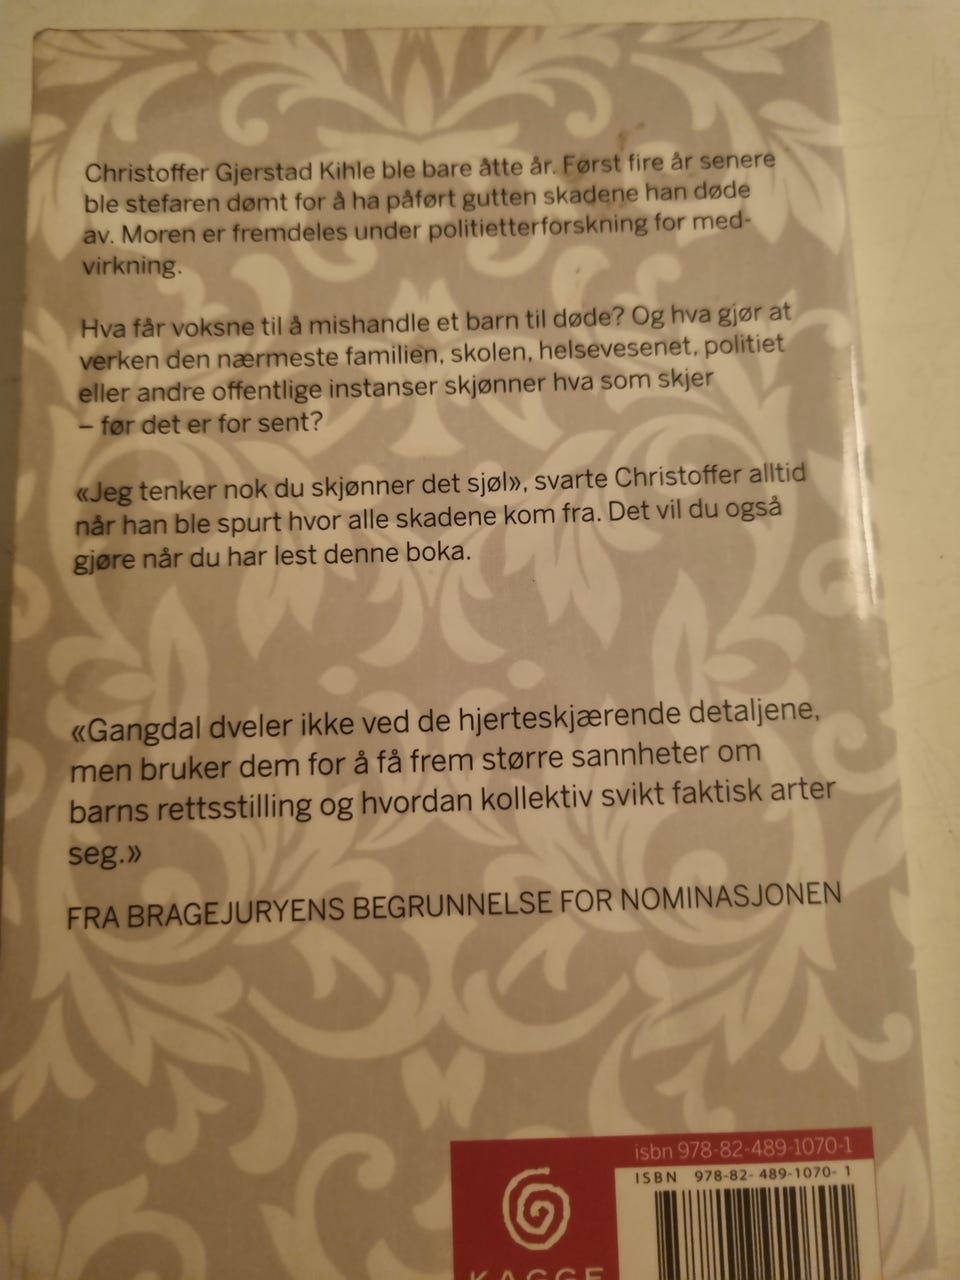 Christoffer Gjerstad Kihle ble bare åtte år. Først fire år senere
ble stefaren dømt for å ha påført gutten skadene han døde
av. Moren er fremdeles under politietterforskning for med-
virkning.
Hva får voksne til å mishandle et barn til døde? Og hva gjør at
verken den nærmeste familien, skolen, helsevesenet, politiet
eller andre offentlige instanser skjønner hva som skjer
– før det er for sent?
«Jeg tenker nok du skjønner det sjøl», svarte Christoffer alltid
når han ble spurt hvor alle skadene kom fra. Det vil du også
gjøre når du har lest denne boka.
«Gangdal dveler ikke ved de hjerteskjærende detaljene,
men bruker dem for å få frem større sannheter om
barns rettsstilling og hvordan kollektiv svikt faktisk arter
seg.»
FRA BRAGEJURYENS BEGRUNNELSE FOR NOMINASJONEN
isbn 978-82-489-1070-1
ISBN 978-82-489-1070-1
KAGGE